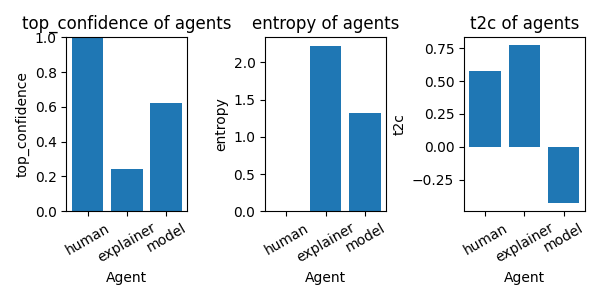 top_confidence of agents
top_confidence
1.0
0.8
0.6
0.4
0.2
0.0
human
explainer
model
Agent
entropy of agents
entropy
2.0
1.5
1.0
0.5
0.0
human
explainer
model
Agent
t2c of agents
t2c
0.75
0.50
0.25
0.00
−0.25
human
explainer
model
Agent